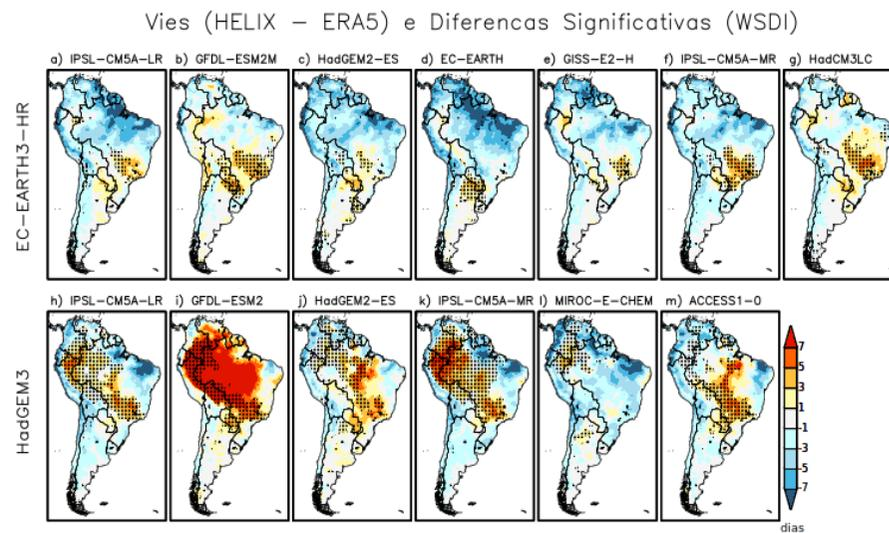 Vies (HELIX − ERA5) e Diferencas Significativas (WSDI)
a) IPSL−CM5A−LR b) GFDL−ESM2M c) HadGEM2−ES d) EC−EARTH e) GISS−E2−H f) IPSL−CM5A−MR g) HadCM3LC
EC−EARTH3−HR
h) IPSL−CM5A−LR i) GFDL−ESM2 j) HadGEM2−ES k) IPSL−CM5A−MR l) MIROC−E−CHEM m) ACCESS1−0
HadGEM3
7
5
3
1
-1
-3
-5
-7
dias